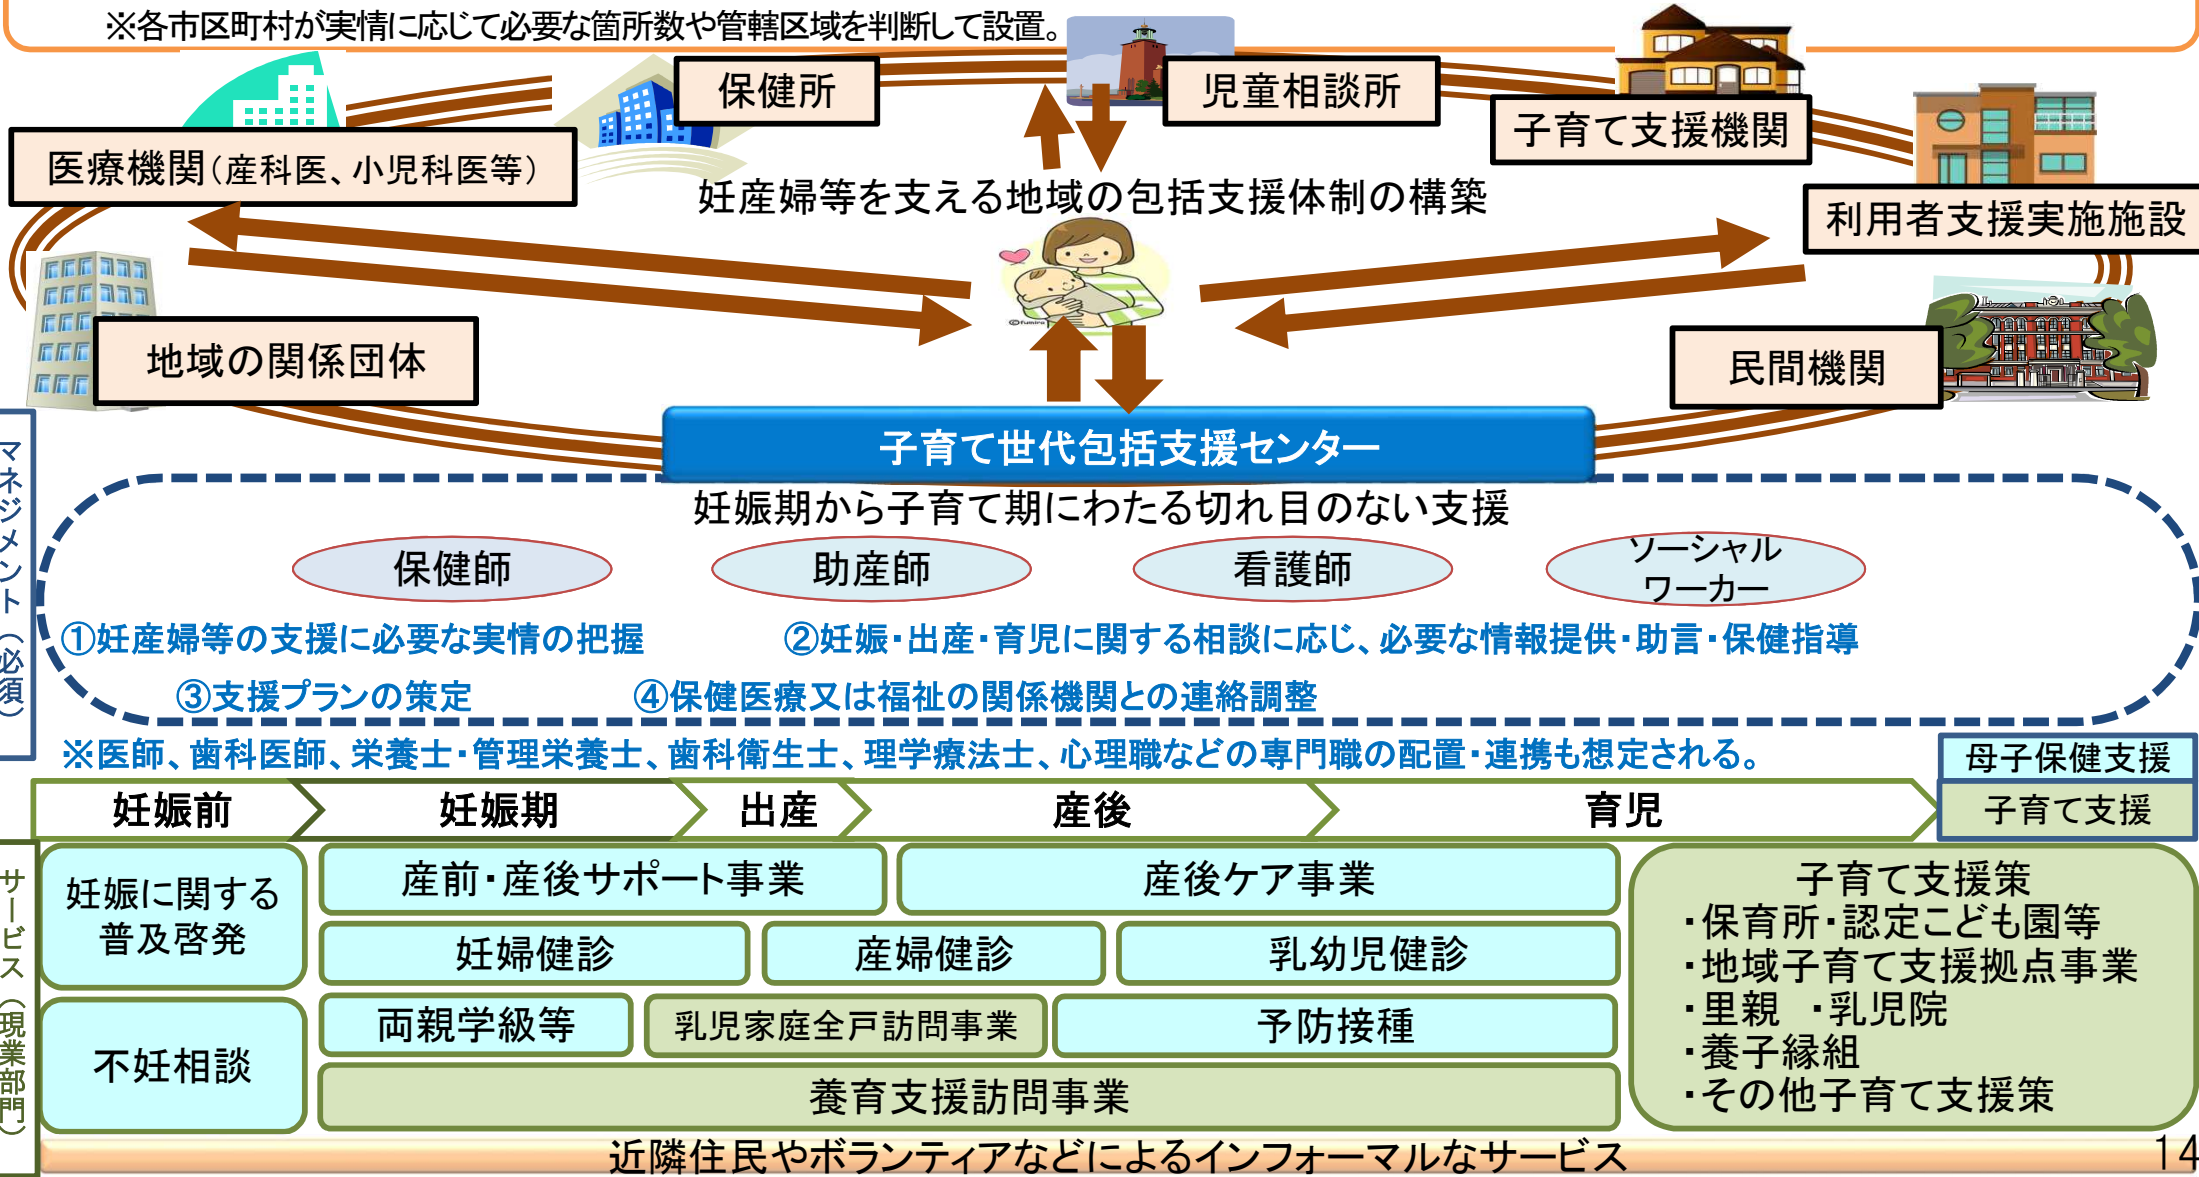 ※各市区町村が実情に応じて必要な箇所数や管轄区域を判断して設置。
保健所
児童相談所
子育て支援機関
医療機関（産科医、小児科医等）
妊産婦等を支える地域の包括支援体制の構築
利用者支援実施施設
©fumira
地域の関係団体
民間機関
子育て世代包括支援センター
妊娠期から子育て期にわたる切れ目のない支援
マネジメント（必須）
保健師
助産師
看護師
ソーシャル
ワーカー
①妊産婦等の支援に必要な実情の把握
②妊娠・出産・育児に関する相談に応じ、必要な情報提供・助言・保健指導
③支援プランの策定
④保健医療又は福祉の関係機関との連絡調整
※医師、歯科医師、栄養士・管理栄養士、歯科衛生士、理学療法士、心理職などの専門職の配置・連携も想定される。
母子保健支援
子育て支援
妊娠前
妊娠期
出産
産後
育児
サービス（現業部門）
妊娠に関する
普及啓発
産前・産後サポート事業
産後ケア事業
妊婦健診
産婦健診
乳幼児健診
不妊相談
両親学級等
乳児家庭全戸訪問事業
予防接種
養育支援訪問事業
子育て支援策
・保育所・認定こども園等
・地域子育て支援拠点事業
・里親　・乳児院
・養子縁組
・その他子育て支援策
近隣住民やボランティアなどによるインフォーマルなサービス
14